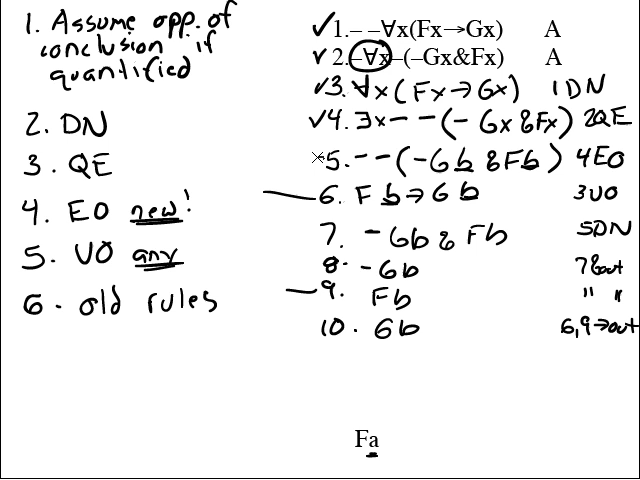 1. Assume opp. of
conclusion if
quantified
2. DN
3. QE
4. EO new!
5. UO any
6. old rules
✓1.– –∀x(Fx→Gx) A
✓2.–∀x–(–Gx&Fx) A
✓3. ∀x(Fx→Gx) 1DN
✓4. ∃x– –(–Gx&Fx) 2QE
×5. – –(–Gb&Fb) 4EO
6. Fb→Gb 3UO
7. –Gb&Fb 5DN
8. –Gb 7&out
9. Fb " "
10. Gb 6,9→out
Fa